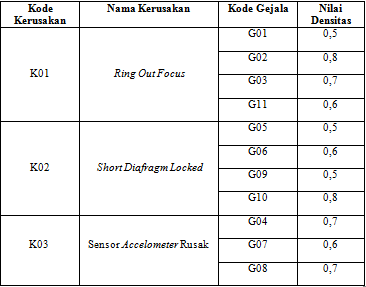 Kode Kerusakan Nama Kerusakan Kode Gejala Nilai Densitas
K01 Ring Out Focus G01 0,5
G02 0,8
G03 0,7
G11 0,6
K02 Short Diafragm Locked G05 0,5
G06 0,6
G09 0,5
G10 0,8
K03 Sensor Accelometer Rusak G04 0,7
G07 0,6
G08 0,7